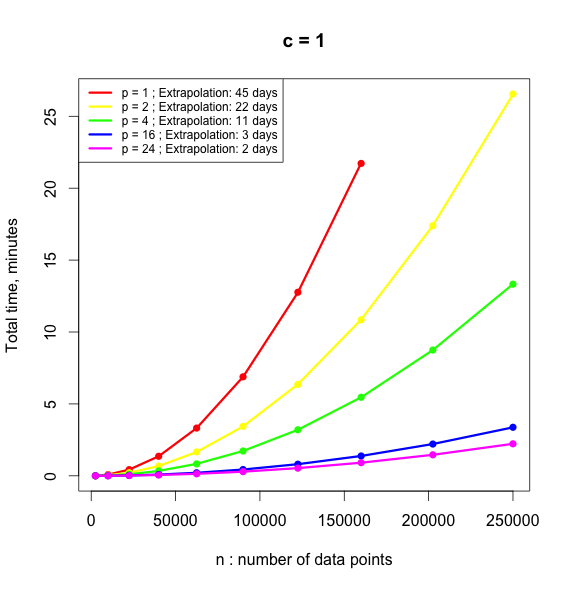 c = 1
p = 1 ; Extrapolation: 45 days
p = 2 ; Extrapolation: 22 days
p = 4 ; Extrapolation: 11 days
p = 16 ; Extrapolation: 3 days
p = 24 ; Extrapolation: 2 days
Total time, minutes
25
20
15
10
5
0
0 50000 100000 150000 200000 250000
n : number of data points